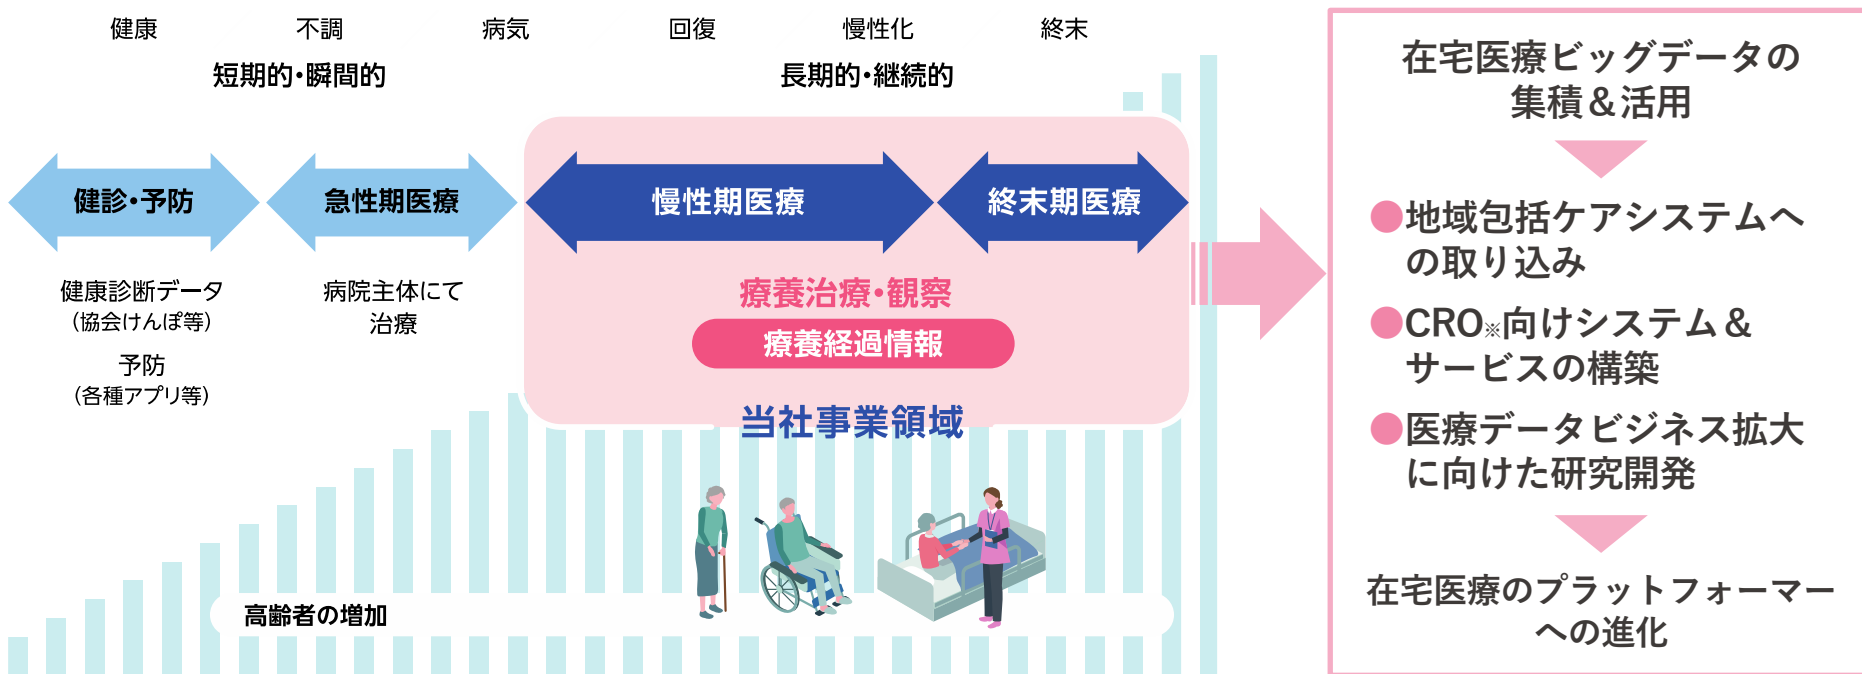 健康 不調 病気 回復 慢性化 終末
短期的・瞬間的 長期的・継続的
健診・予防
急性期医療
慢性期医療
終末期医療
健康診断データ
（協会けんぽ等）
予防
（各種アプリ等）
病院主体にて
治療
療養治療・観察
療養経過情報
当社事業領域
高齢者の増加
在宅医療ビッグデータの
集積＆活用
●地域包括ケアシステムへ
の取り込み
●CRO※向けシステム＆
サービスの構築
●医療データビジネス拡大
に向けた研究開発
在宅医療のプラットフォーマー
への進化